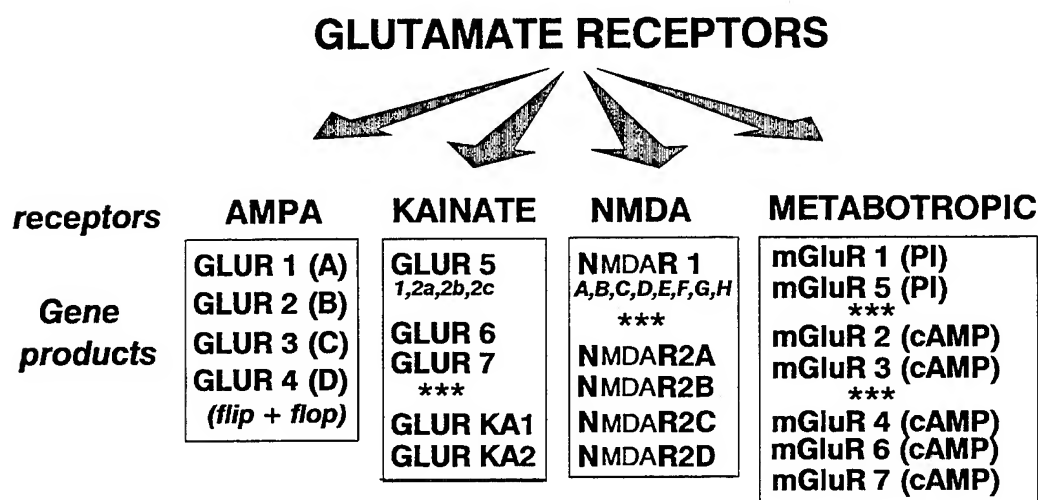 GLUTAMATE RECEPTORS
receptors
AMPA
KAINATE
NMDA
METABOTROPIC
Gene
products
GLUR 1 (A)
GLUR 2 (B)
GLUR 3 (C)
GLUR 4 (D)
(flip + flop)
GLUR 5
1,2a,2b,2c
GLUR 6
GLUR 7
***
GLUR KA1
GLUR KA2
NMDAR 1
A,B,C,D,E,F,G,H
***
NMDAR2A
NMDAR2B
NMDAR2C
NMDAR2D
mGluR 1 (PI)
mGluR 5 (PI)
***
mGluR 2 (cAMP)
mGluR 3 (cAMP)
***
mGluR 4 (cAMP)
mGluR 6 (cAMP)
mGluR 7 (cAMP)